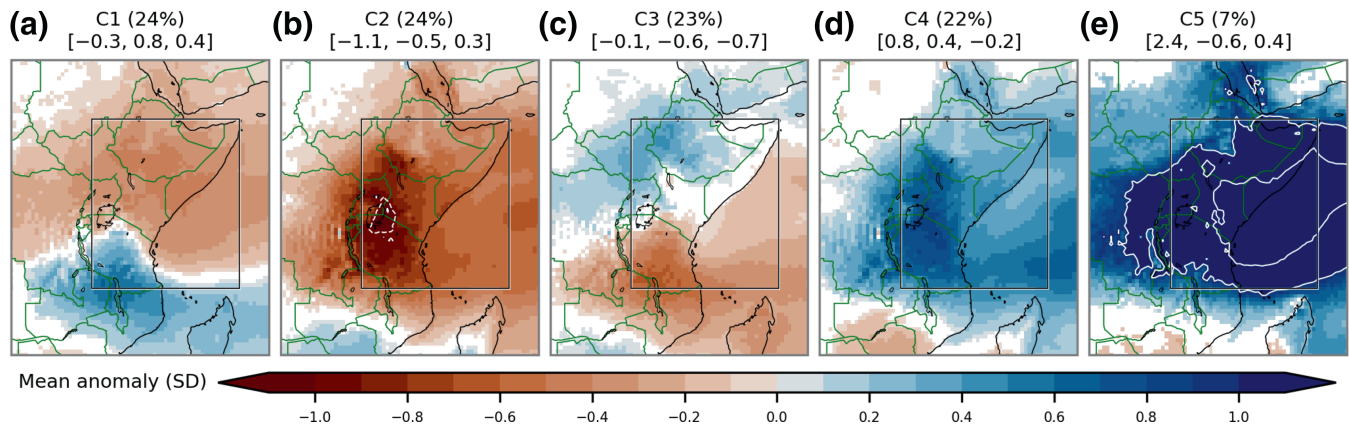 (a) C1 (24%)
[−0.3, 0.8, 0.4]
(b) C2 (24%)
[−1.1, −0.5, 0.3]
(c) C3 (23%)
[−0.1, −0.6, −0.7]
(d) C4 (22%)
[0.8, 0.4, −0.2]
(e) C5 (7%)
[2.4, −0.6, 0.4]
Mean anomaly (SD)
−1.0 −0.8 −0.6 −0.4 −0.2 0.0 0.2 0.4 0.6 0.8 1.0